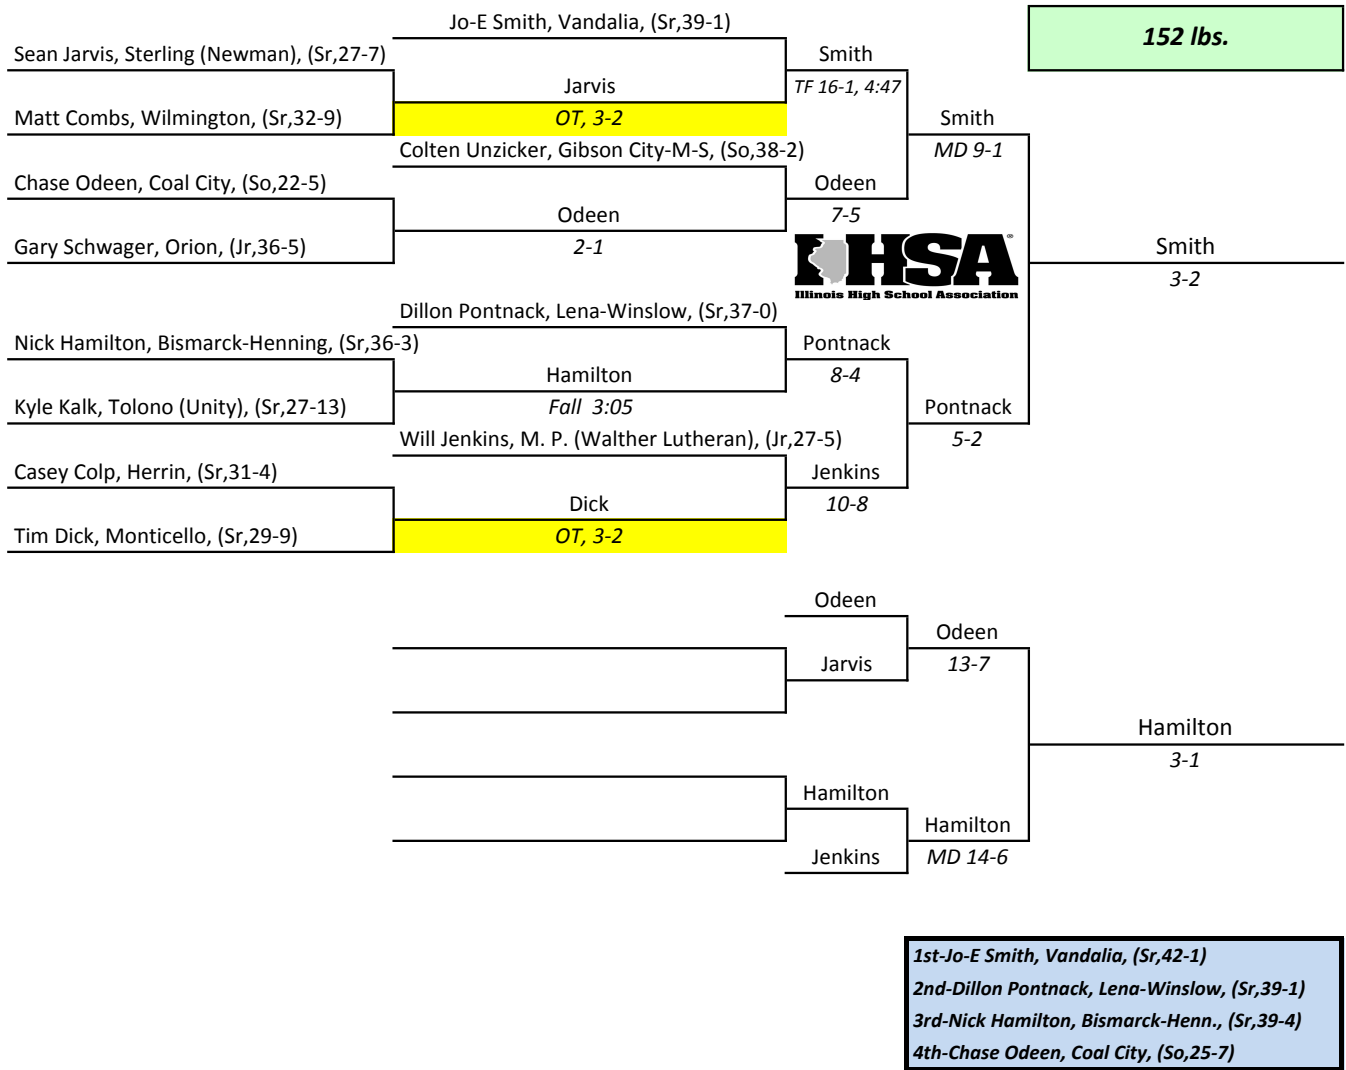 Jo-E Smith, Vandalia, (Sr,39-1)
152 lbs.
Sean Jarvis, Sterling (Newman), (Sr,27-7)
Smith
Jarvis
TF 16-1, 4:47
Matt Combs, Wilmington, (Sr,32-9)
OT, 3-2
Smith
Colten Unzicker, Gibson City-M-S, (So,38-2)
MD 9-1
Chase Odeen, Coal City, (So,22-5)
Odeen
Odeen
7-5
Gary Schwager, Orion, (Jr,36-5)
2-1
IHSA®
Illinois High School Association
Smith
3-2
Dillon Pontnack, Lena-Winslow, (Sr,37-0)
Nick Hamilton, Bismarck-Henning, (Sr,36-3)
Pontnack
Hamilton
8-4
Kyle Kalk, Tolono (Unity), (Sr,27-13)
Fall 3:05
Pontnack
Will Jenkins, M. P. (Walther Lutheran), (Jr,27-5)
5-2
Casey Colp, Herrin, (Sr,31-4)
Jenkins
Dick
10-8
Tim Dick, Monticello, (Sr,29-9)
OT, 3-2
Odeen
Odeen
Jarvis
13-7
Hamilton
3-1
Hamilton
Hamilton
Jenkins
MD 14-6
1st-Jo-E Smith, Vandalia, (Sr,42-1)
2nd-Dillon Pontnack, Lena-Winslow, (Sr,39-1)
3rd-Nick Hamilton, Bismarck-Henn., (Sr,39-4)
4th-Chase Odeen, Coal City, (So,25-7)